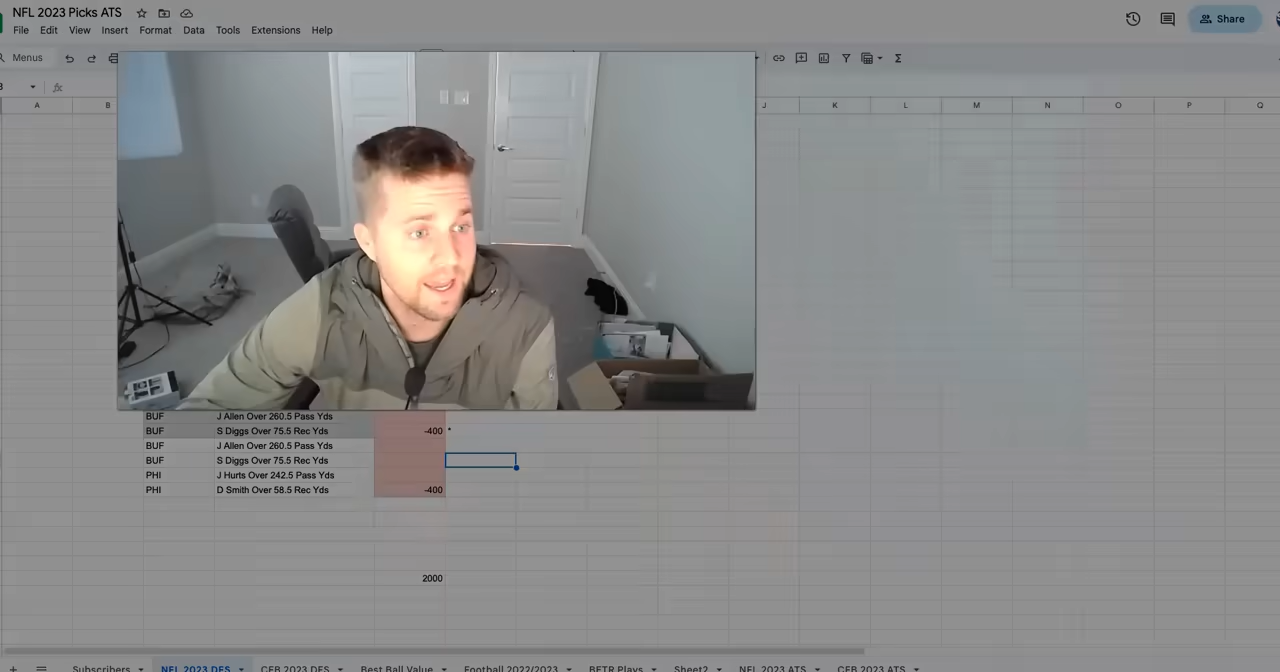 NFL 2023 Picks ATS
File Edit View Insert Format Data Tools Extensions Help
Share
Menus
fx
A B J K L M N O P Q
BUF J Allen Over 260.5 Pass Yds
BUF S Diggs Over 75.5 Rec Yds -400 *
BUF J Allen Over 260.5 Pass Yds
BUF S Diggs Over 75.5 Rec Yds
PHI J Hurts Over 242.5 Pass Yds
PHI D Smith Over 58.5 Rec Yds -400
2000
Subscribers NFL 2023 DFS CFB 2023 DFS Best Ball Value Football 2022/2023 BETR Plays Sheet2 NFL 2023 ATS CFB 2023 ATS